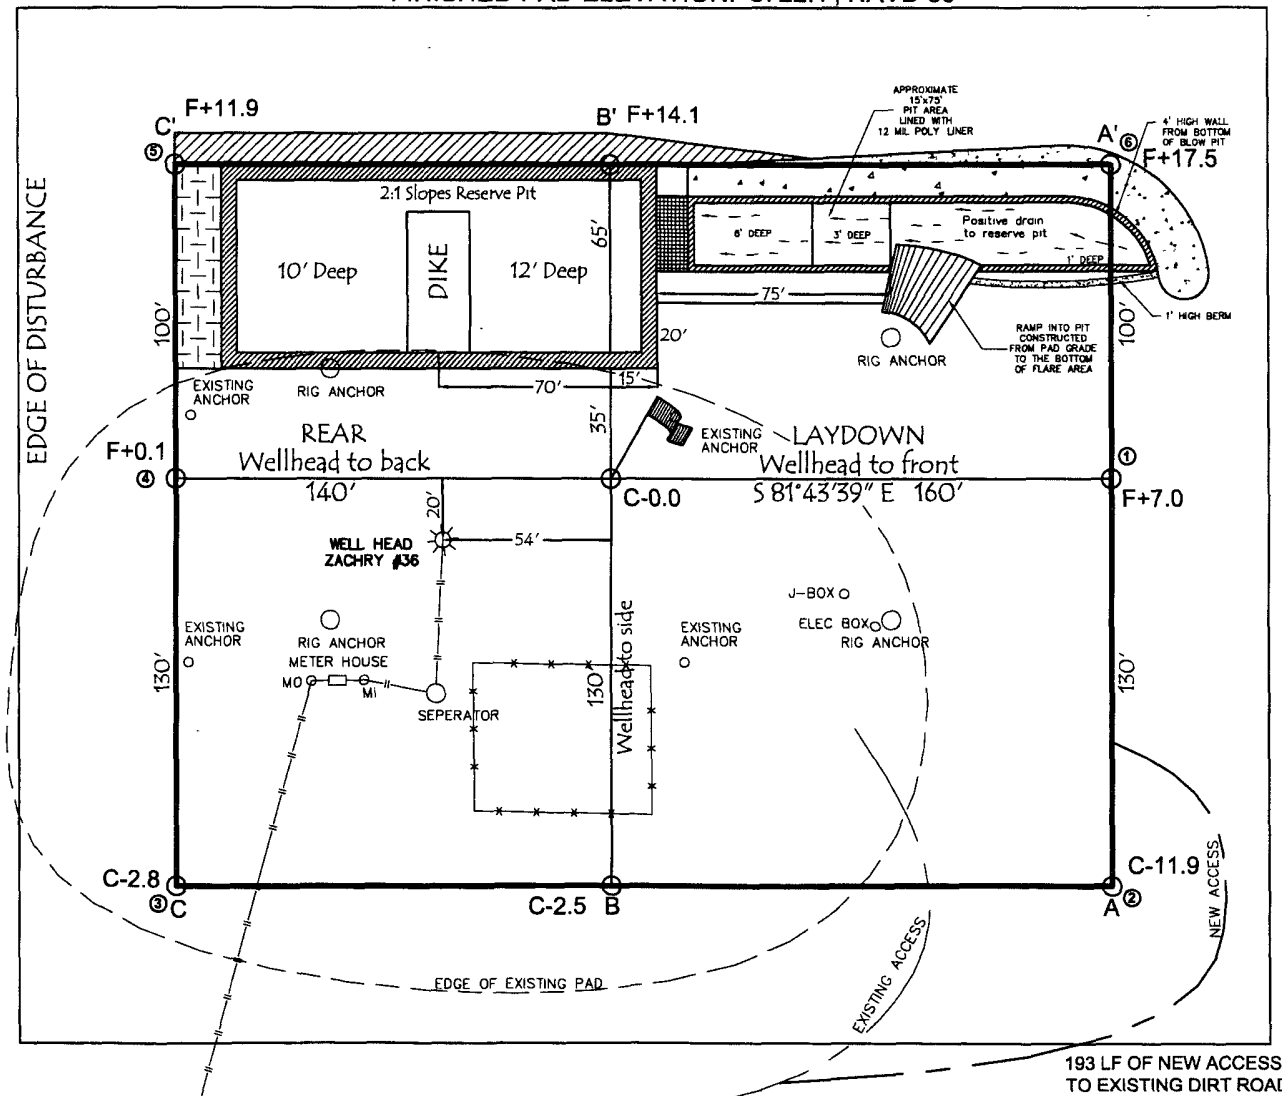 F+11.9
C'
⑤
B' F+14.1
APPROXIMATE
15'x75'
PIT AREA
LINED WITH
12 MIL POLY LINER
A' ⑥
F+17.5
4' HIGH WALL
FROM BOTTOM
OF BLOW PIT
EDGE OF DISTURBANCE
2:1 Slopes Reserve Pit
65'
10' Deep
DIKE
12' Deep
6' DEEP
3' DEEP
Positive drain
to reserve pit
1' DEEP
75'
100'
100'
1' HIGH BERM
20'
RIG ANCHOR
RAMP INTO PIT
CONSTRUCTED
FROM PAD GRADE
TO THE BOTTOM
OF FLARE AREA
EXISTING
ANCHOR
RIG ANCHOR
70'
15'
35'
F+0.1
④
REAR
Wellhead to back
140'
EXISTING
ANCHOR
LAYDOWN
Wellhead to front
S 81°43'39" E 160'
C-0.0
①
F+7.0
20'
WELL HEAD
ZACHRY #36
54'
J-BOX
ELEC BOX
RIG ANCHOR
EXISTING
ANCHOR
RIG ANCHOR
METER HOUSE
MO
MI
SEPERATOR
130'
130'
Wellhead to side
EXISTING
ANCHOR
130'
C-2.8
③
C
C-2.5 B
C-11.9
A ②
NEW ACCESS
EXISTING ACCESS
EDGE OF EXISTING PAD
193 LF OF NEW ACCESS
TO EXISTING DIRT ROAD